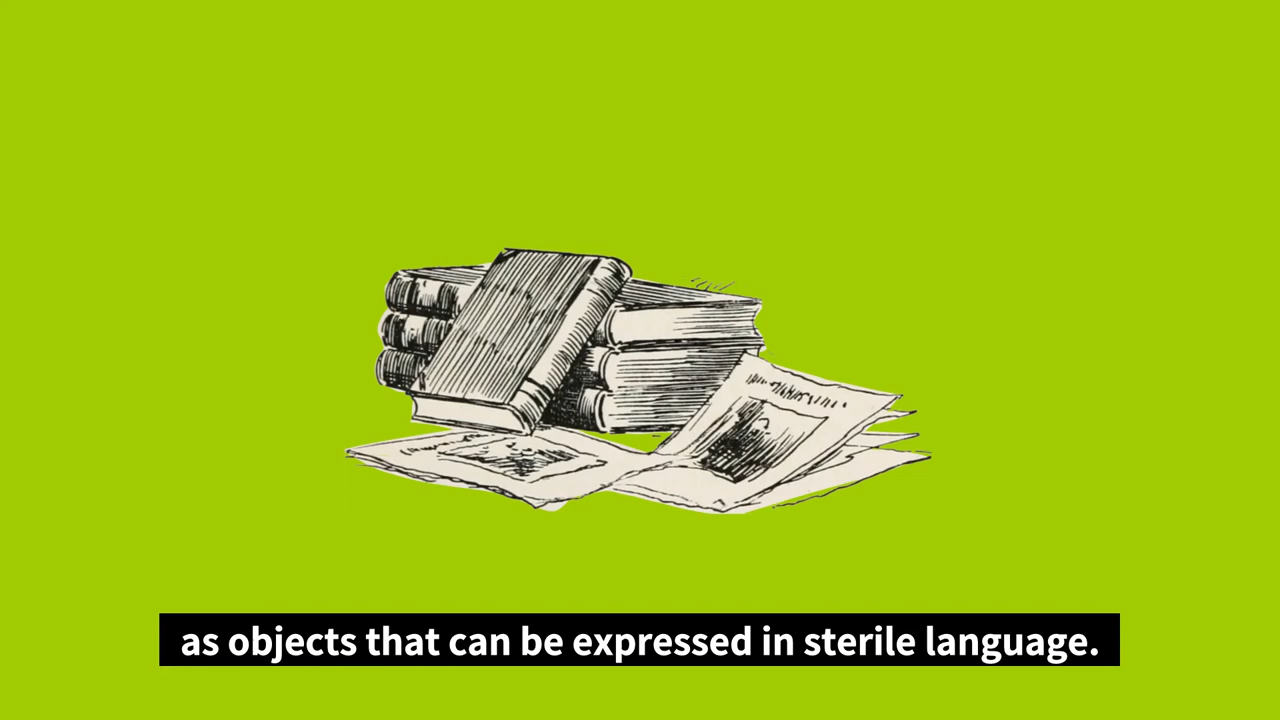 as objects that can be expressed in sterile language.